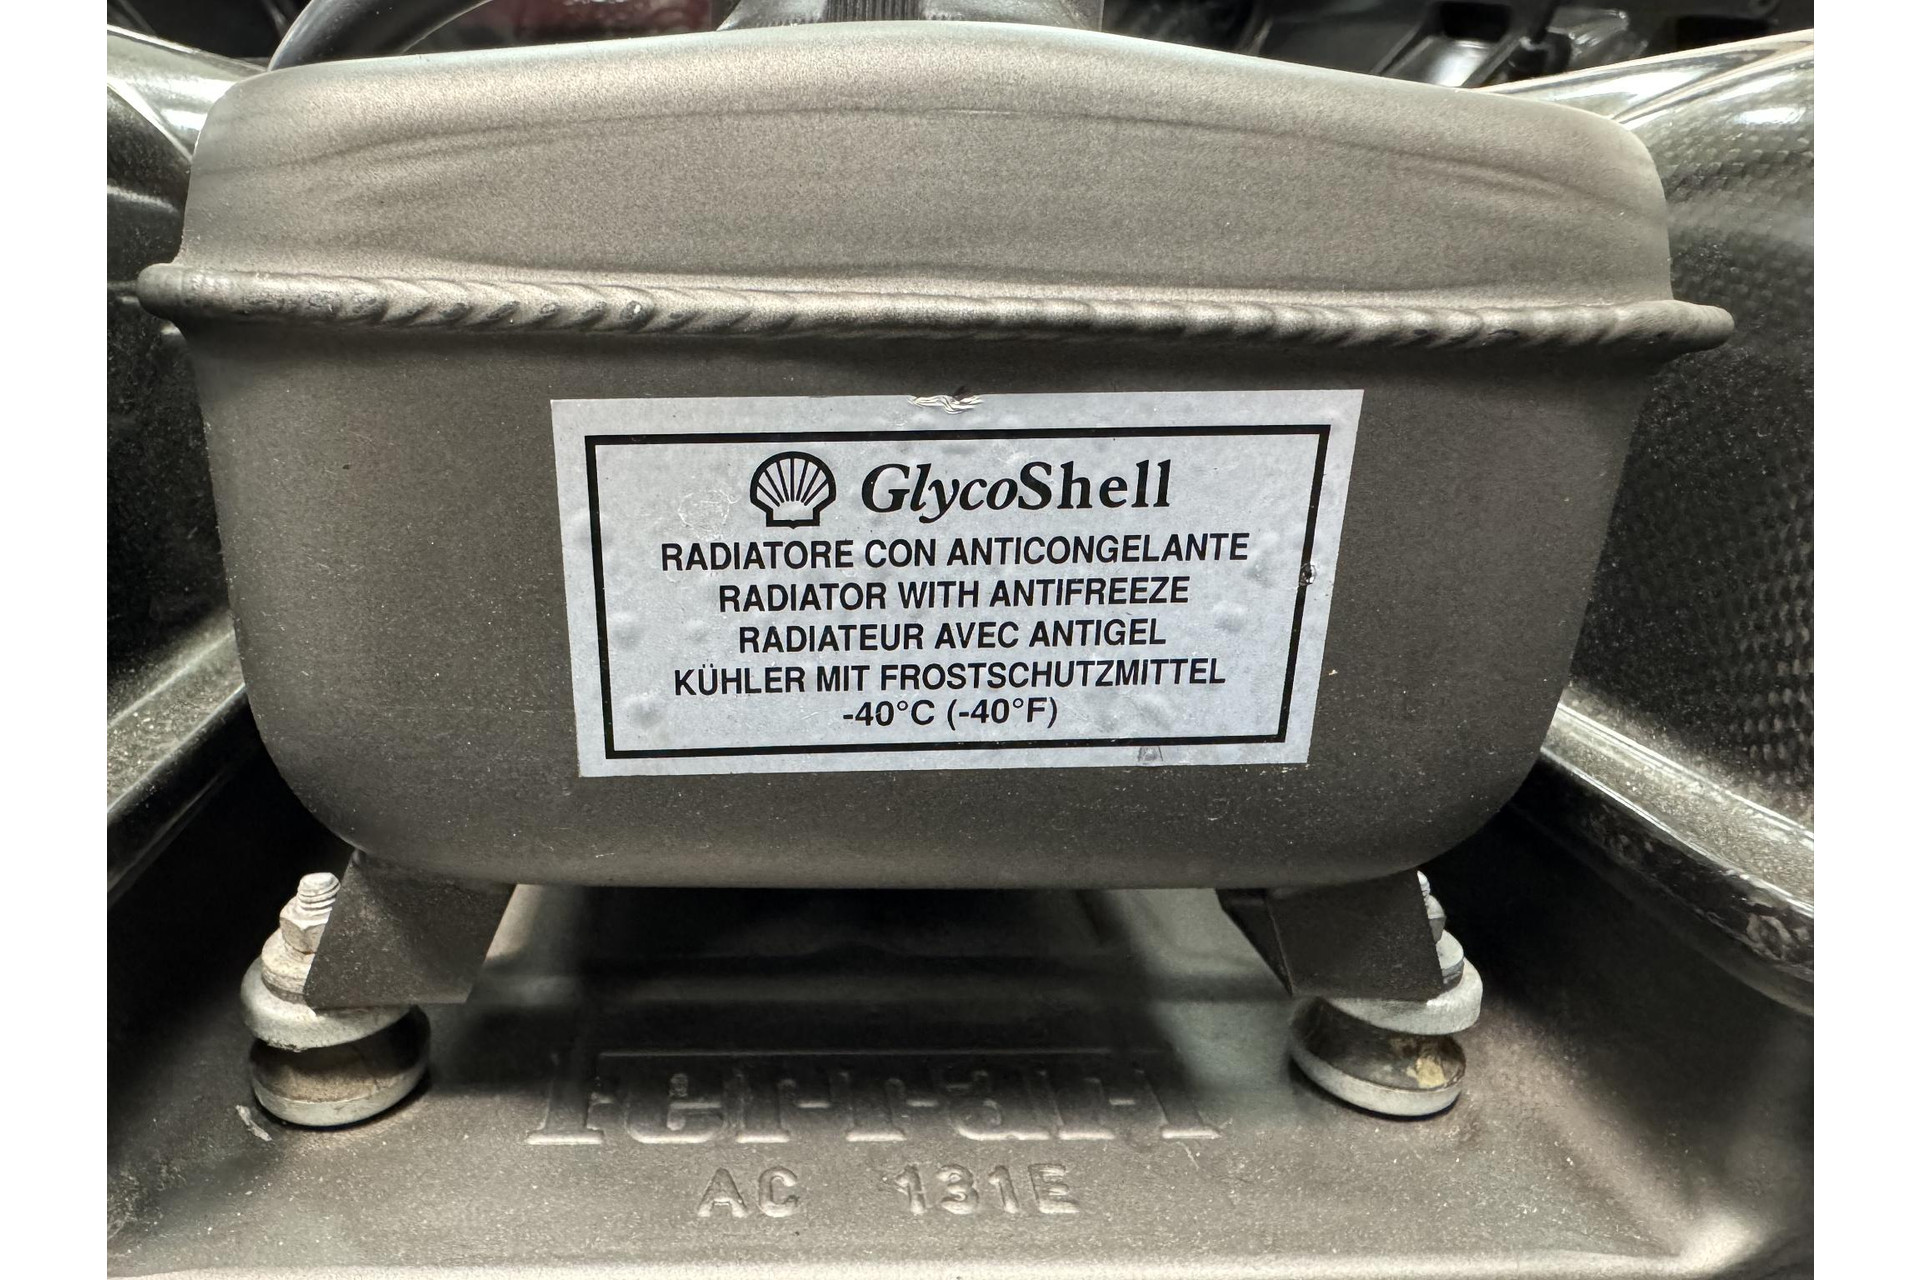 GlycoShell
RADIATORE CON ANTICONGELANTE
RADIATOR WITH ANTIFREEZE
RADIATEUR AVEC ANTIGEL
KÜHLER MIT FROSTSCHUTZMITTEL
-40°C (-40°F)
Ferrari
AC 131E